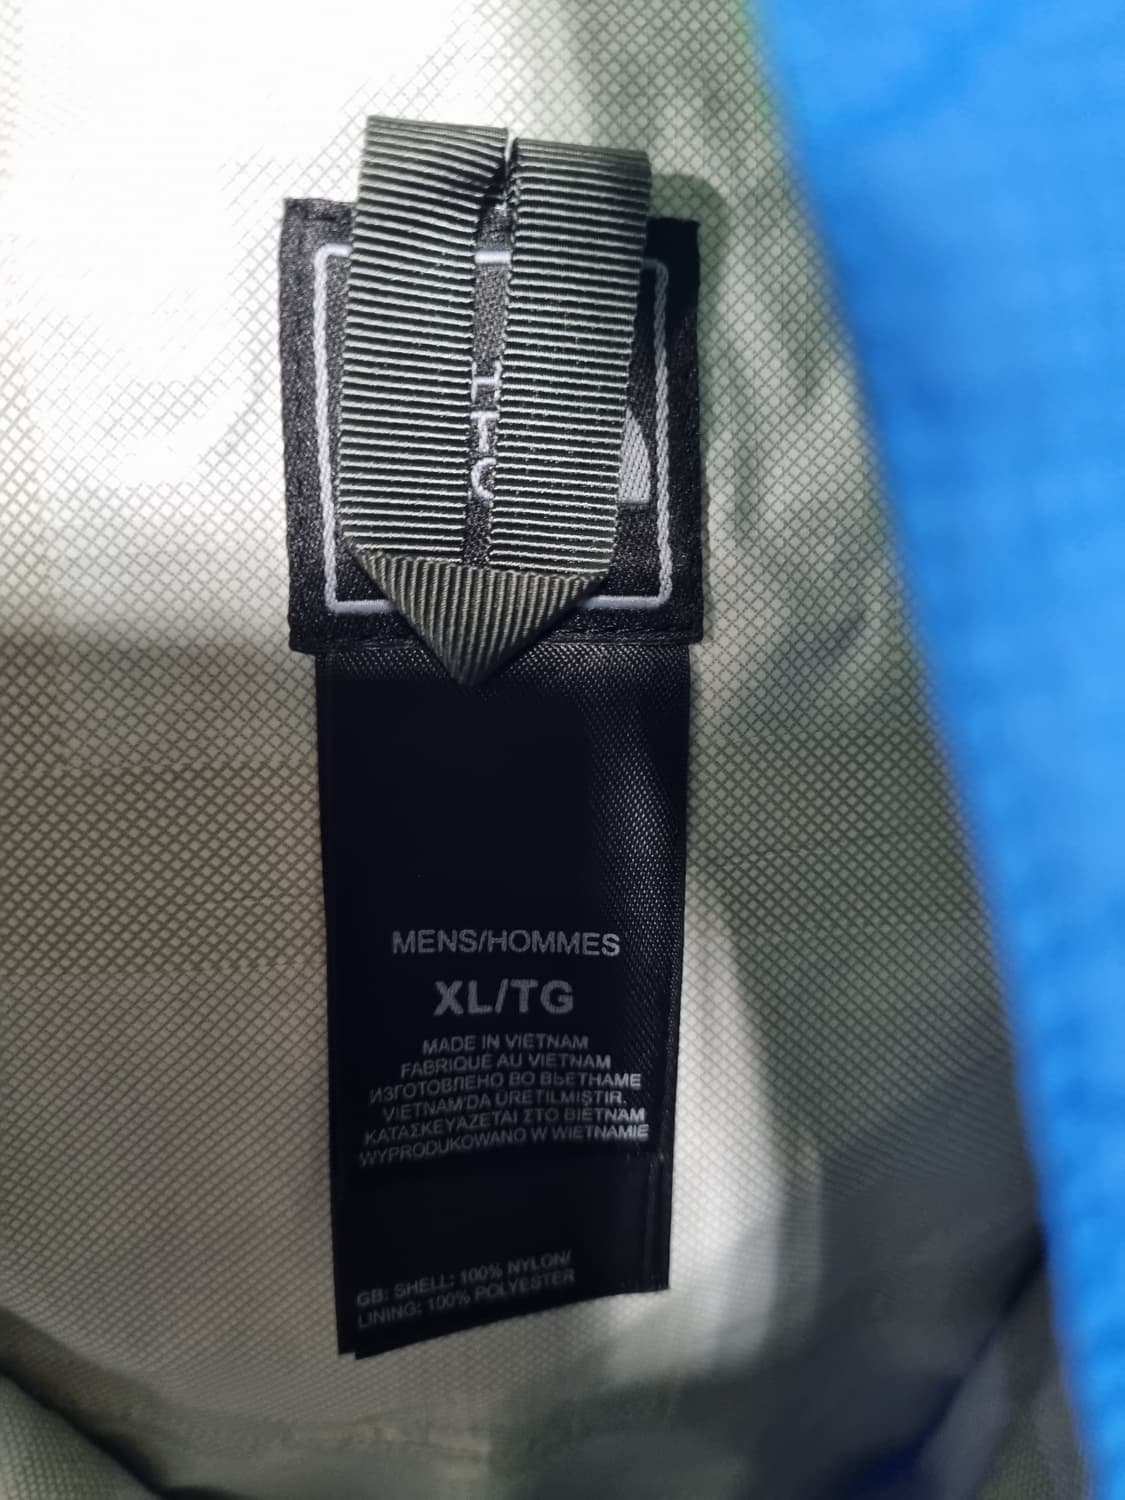 MENS/HOMMES
XL/TG
MADE IN VIETNAM
FABRIQUÉ AU VIETNAM
ИЗГОТОВЛЕНО ВО ВЬЕТНАМЕ
VIETNAM'DA ÜRETILMIŞTIR.
ΚΑΤΑΣΚΕΥΑΖΕΤΑΙ ΣΤΟ ΒΙΕΤΝΑΜ
WYPRODUKOWANO W WIETNAMIE
GB: SHELL: 100% NYLON/
LINING: 100% POLYESTER